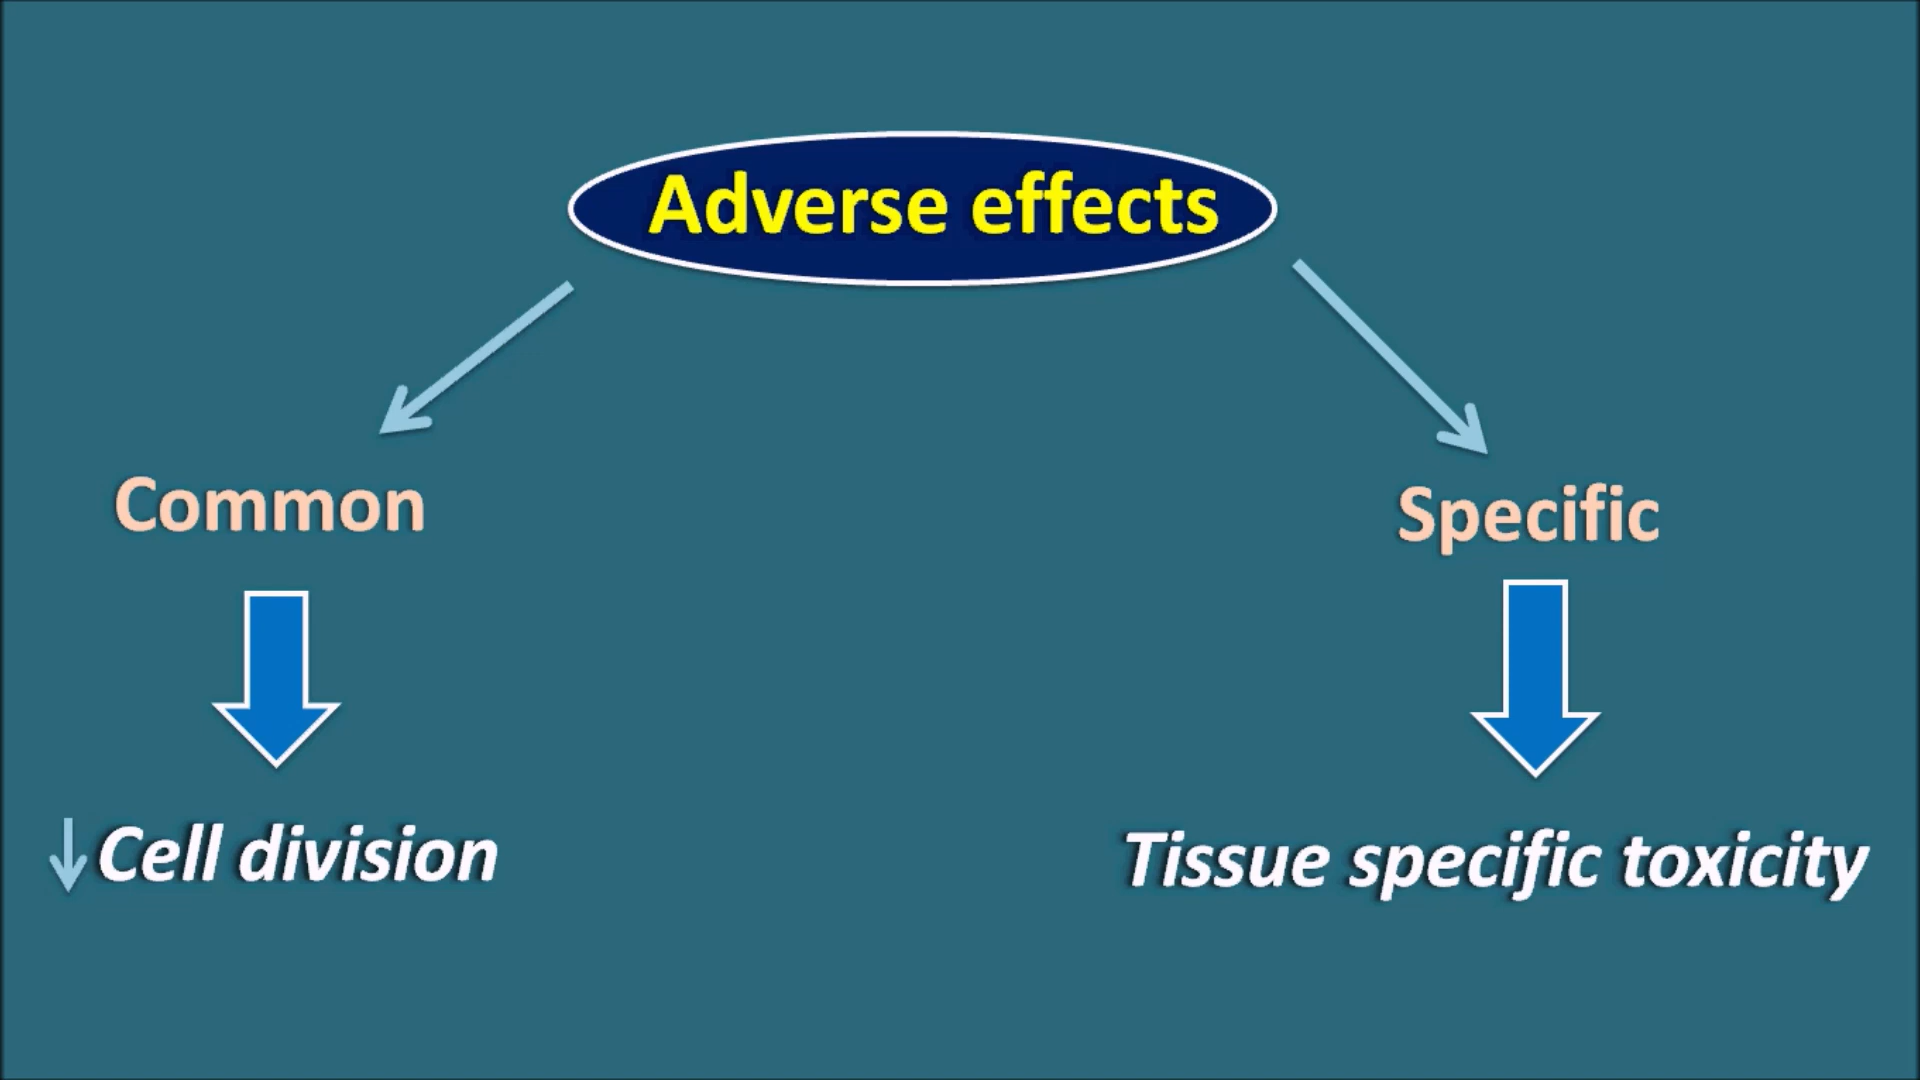 Adverse effects
Common
Specific
↓ Cell division
Tissue specific toxicity